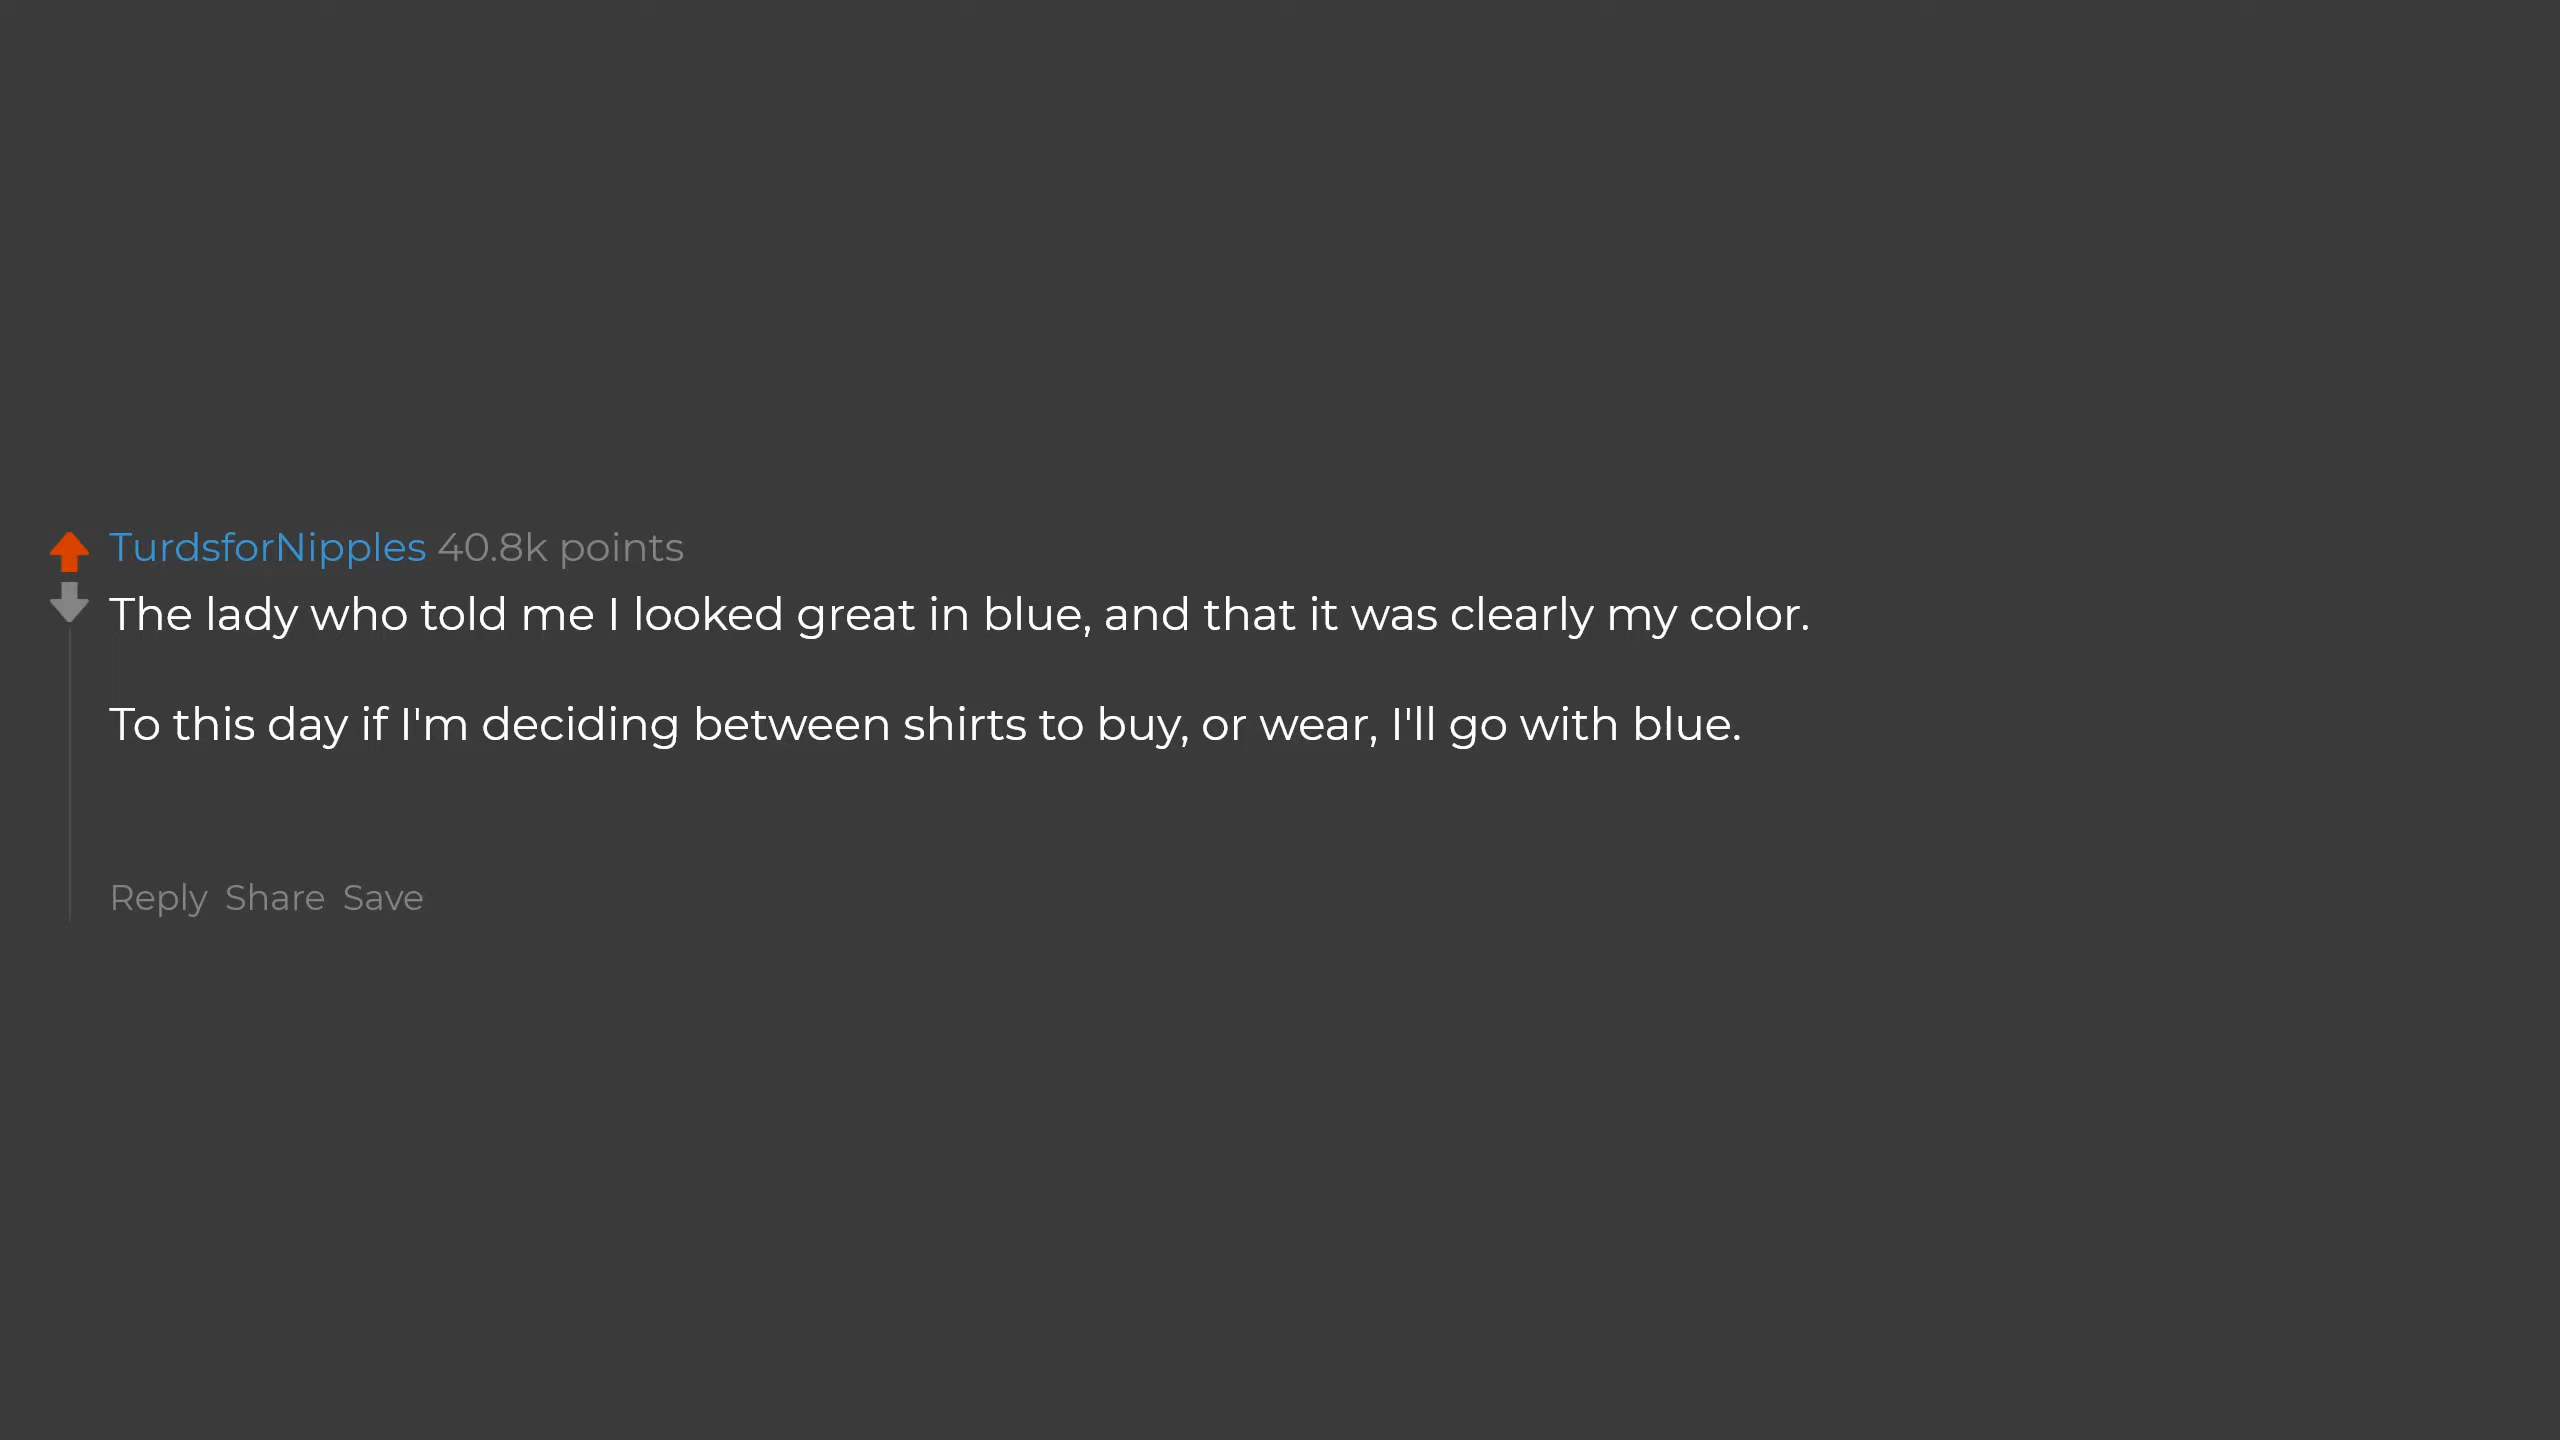 TurdsforNipples 40.8k points
The lady who told me I looked great in blue, and that it was clearly my color.
To this day if I'm deciding between shirts to buy, or wear, I'll go with blue.
Reply Share Save